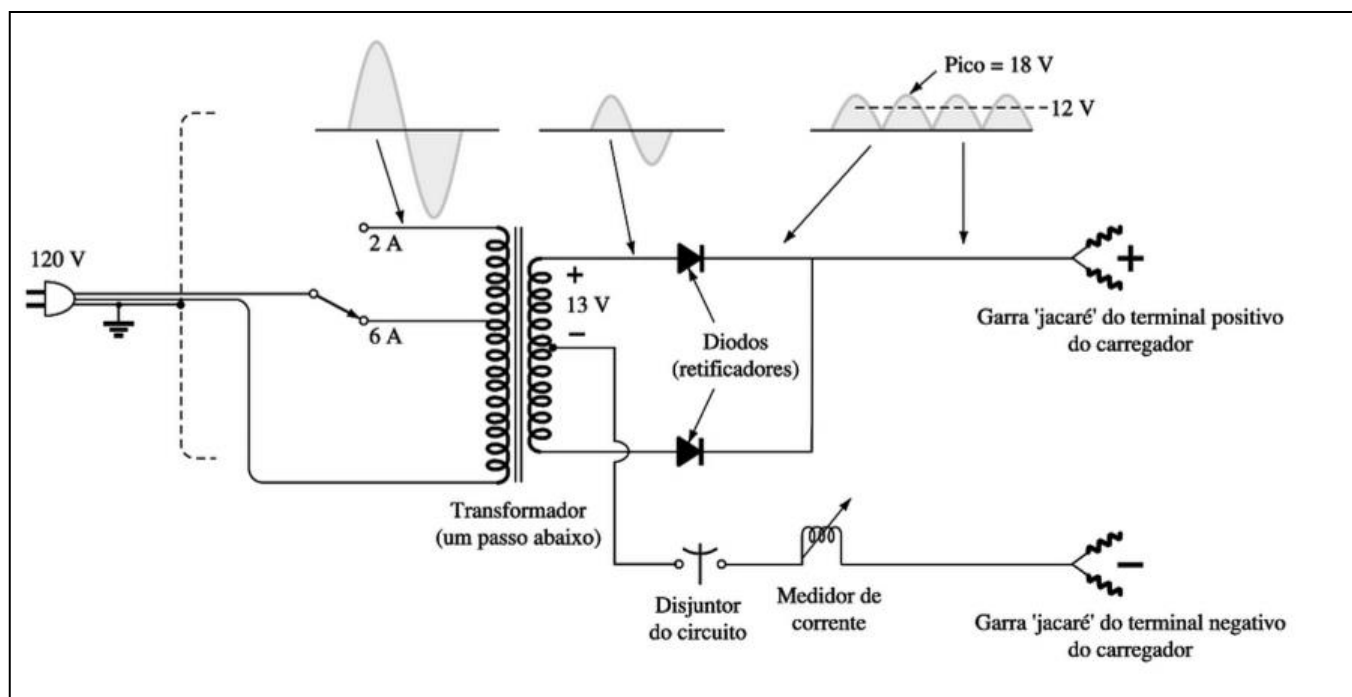 Pico = 18 V
12 V
2 A
120 V
6 A
+
13 V
−
Diodos
(retificadores)
+
Garra 'jacaré' do terminal positivo
do carregador
Transformador
(um passo abaixo)
−
Disjuntor
do circuito
Medidor de
corrente
Garra 'jacaré' do terminal negativo
do carregador